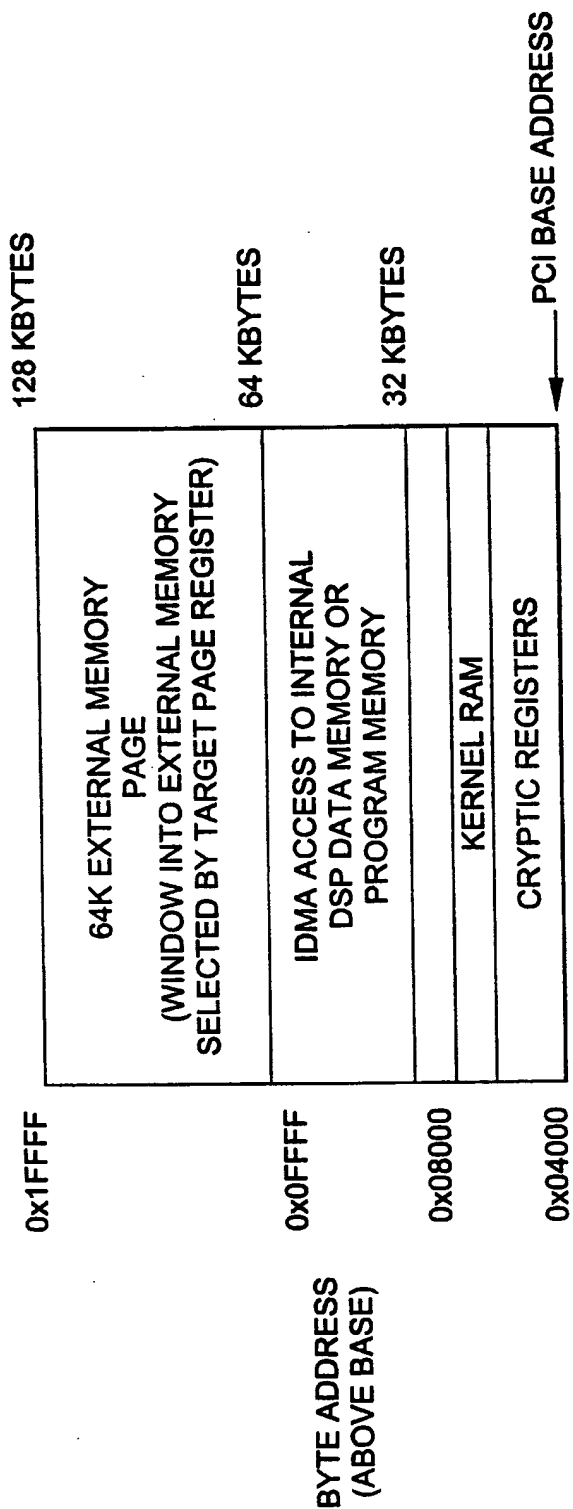 128 KBYTES
0x1FFFF
64K EXTERNAL MEMORY
PAGE
(WINDOW INTO EXTERNAL MEMORY
SELECTED BY TARGET PAGE REGISTER)
64 KBYTES
0x0FFFF
IDMA ACCESS TO INTERNAL
DSP DATA MEMORY OR
PROGRAM MEMORY
BYTE ADDRESS
(ABOVE BASE)
32 KBYTES
0x08000
KERNEL RAM
CRYPTIC REGISTERS
0x04000
PCI BASE ADDRESS